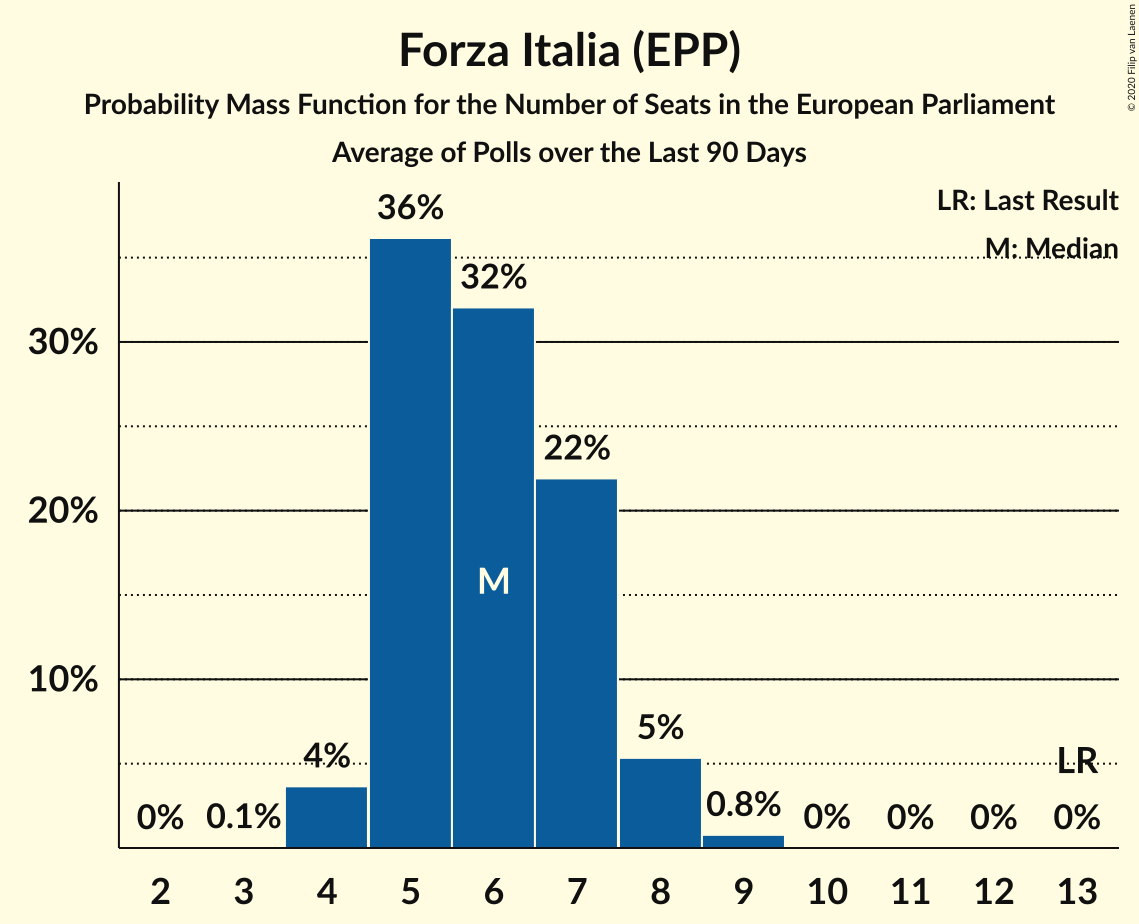 Forza Italia (EPP)
Probability Mass Function for the Number of Seats in the European Parliament
Average of Polls over the Last 90 Days
© 2020 Filip van Laenen
LR: Last Result
M: Median
36%
32%
30%
22%
20%
M
10%
5%
4%
LR
0% 0.1% 0.8% 0% 0% 0% 0%
2 3 4 5 6 7 8 9 10 11 12 13